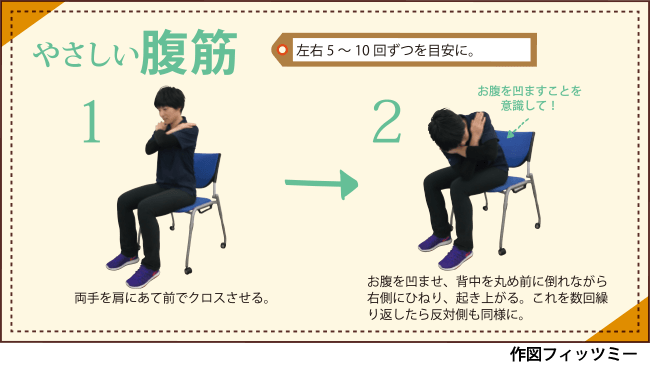 やさしい腹筋
左右5～10回ずつを目安に。
1
2
お腹を凹ますことを
意識して！
両手を肩にあて前でクロスさせる。
お腹を凹ませ、背中を丸め前に倒れながら
右側にひねり、起き上がる。これを数回繰
り返したら反対側も同様に。
作図フィッツミー